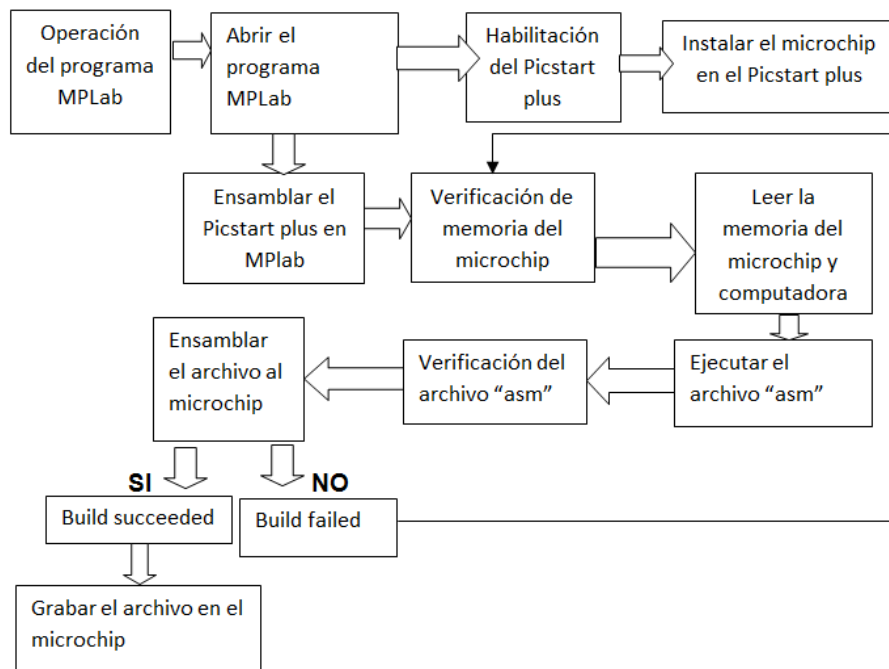 Operación
del programa
MPLab
Abrir el
programa
MPLab
Habilitación
del Picstart
plus
Instalar el microchip
en el Picstart plus
Ensamblar el
Picstart plus en
MPlab
Verificación de
memoria del
microchip
Leer la
memoria del
microchip y
computadora
Ensamblar
el archivo al
microchip
Verificación del
archivo “asm”
Ejecutar el
archivo “asm”
SI
NO
Build succeeded
Build failed
Grabar el archivo en el
microchip